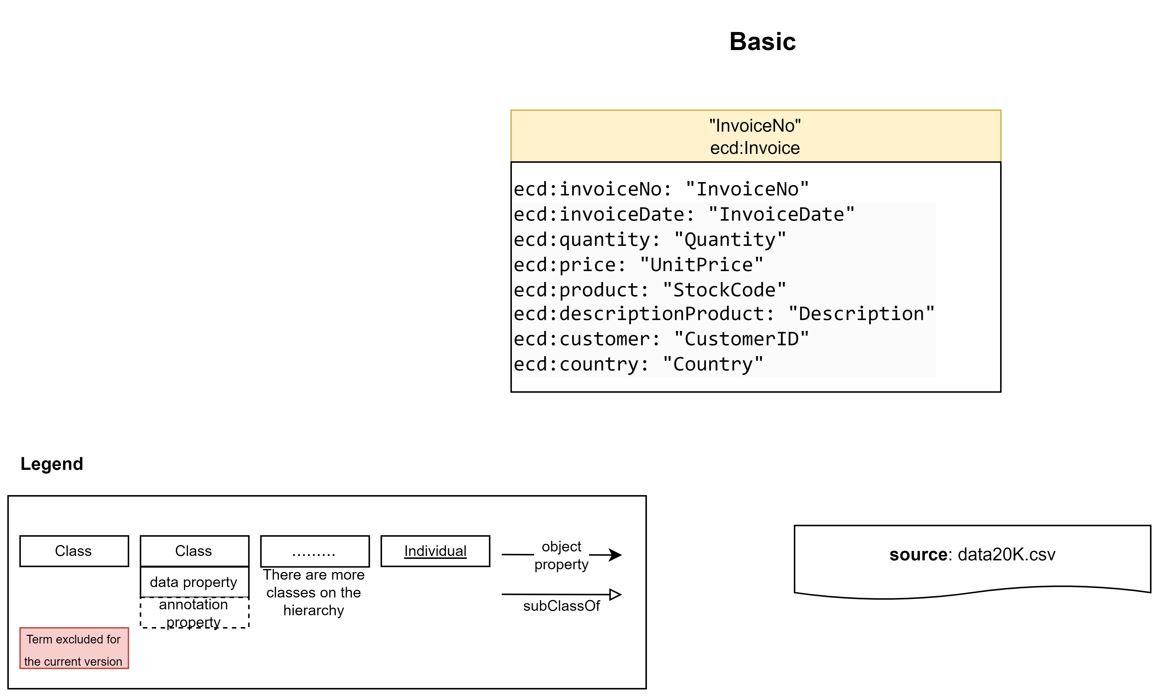 Basic
"InvoiceNo"
ecd:Invoice
ecd:invoiceNo: "InvoiceNo"
ecd:invoiceDate: "InvoiceDate"
ecd:quantity: "Quantity"
ecd:price: "UnitPrice"
ecd:product: "StockCode"
ecd:descriptionProduct: "Description"
ecd:customer: "CustomerID"
ecd:country: "Country"
Legend
Class
Class
data property
annotation
property
.........
There are more
classes on the
hierarchy
Individual
object
property
subClassOf
Term excluded for
the current version
source: data20K.csv